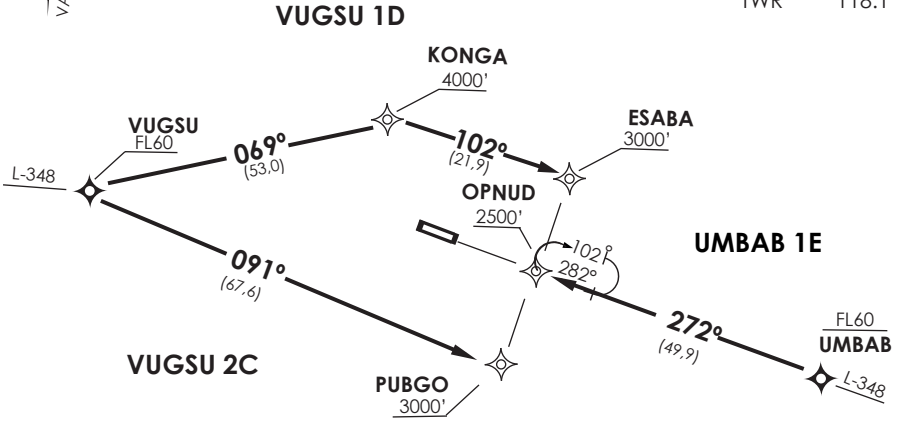 VUGSU 1D
TWR 118.1
KONGA
4000'
VUGSU
FL60
069°
(53,0)
102°
(21,9)
ESABA
3000'
L-348
OPNUD
2500'
102°
282°
UMBAB 1E
091°
(67,6)
272°
(49,9)
FL60
UMBAB
L-348
VUGSU 2C
PUBGO
3000'